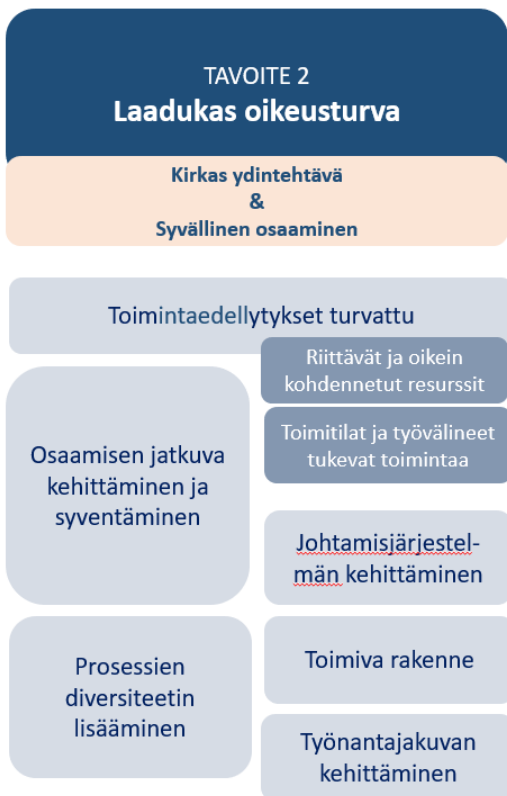 TAVOITE 2
Laadukas oikeusturva
Kirkas ydintehtävä
&
Syvällinen osaaminen
Toimintaedellytykset turvattu
Riittävät ja oikein
kohdennetut resurssit
Toimitilat ja työvälineet
tukevat toimintaa
Osaamisen jatkuva
kehittäminen ja
syventäminen
Johtamisjärjestel-
män kehittäminen
Prosessien
diversiteetin
lisääminen
Toimiva rakenne
Työnantajakuvan
kehittäminen